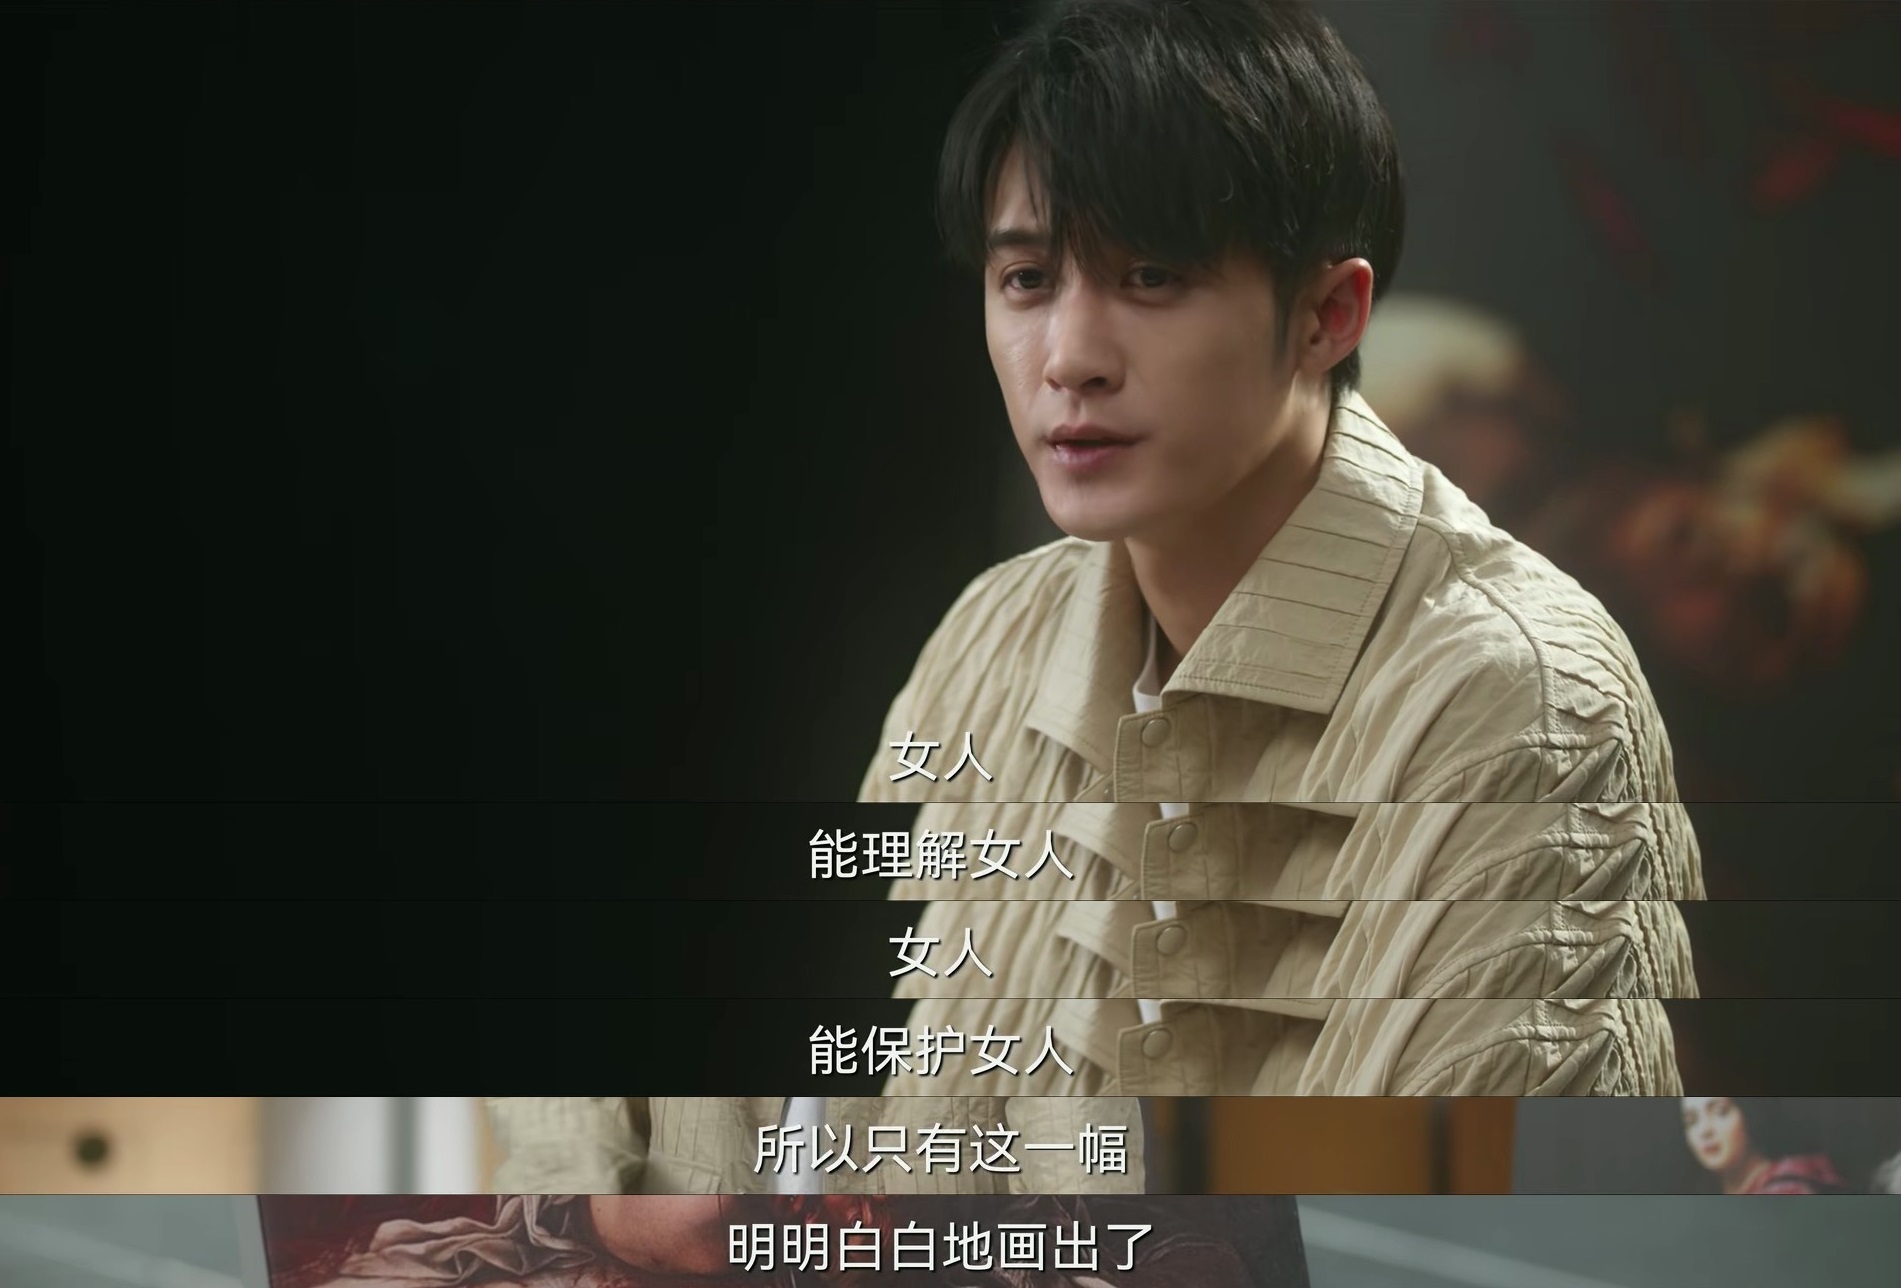 女人
能理解女人
女人
能保护女人
所以只有这一幅
明明白白地画出了